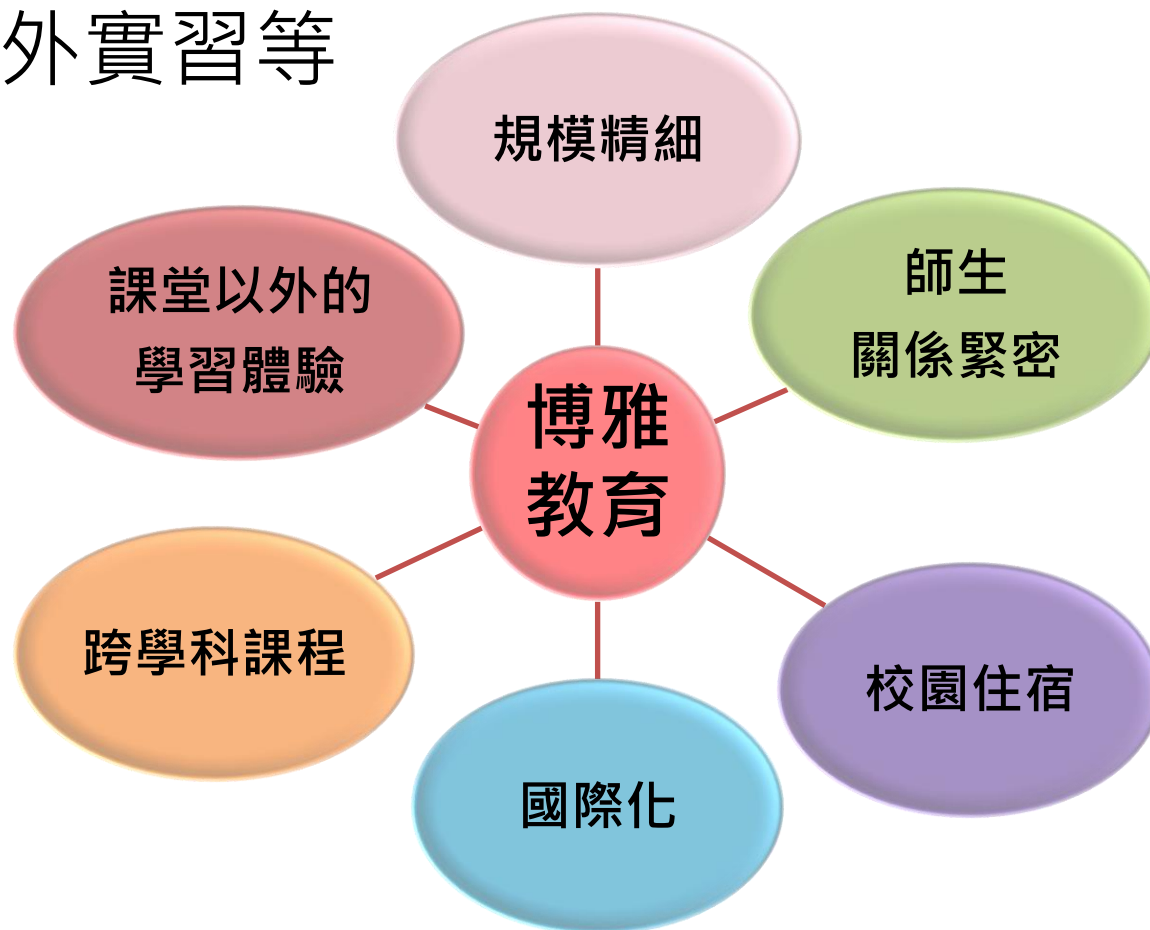 外實習等
規模精細
師生
關係緊密
課堂以外的
學習體驗
博雅
教育
跨學科課程
校園住宿
國際化